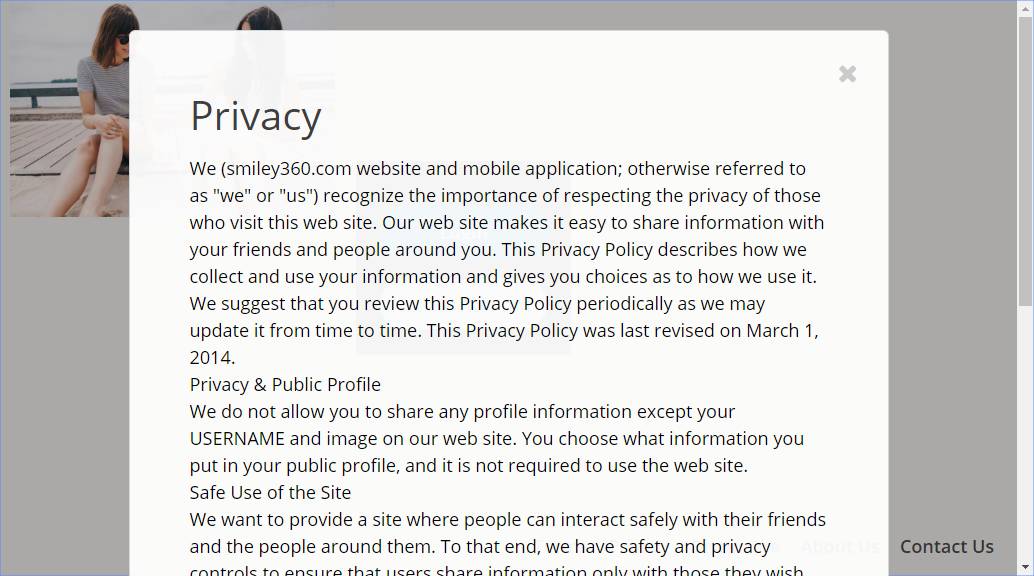 Privacy
We (smiley360.com website and mobile application; otherwise referred to
as "we" or "us") recognize the importance of respecting the privacy of those
who visit this web site. Our web site makes it easy to share information with
your friends and people around you. This Privacy Policy describes how we
collect and use your information and gives you choices as to how we use it.
We suggest that you review this Privacy Policy periodically as we may
update it from time to time. This Privacy Policy was last revised on March 1,
2014.
Privacy & Public Profile
We do not allow you to share any profile information except your
USERNAME and image on our web site. You choose what information you
put in your public profile, and it is not required to use the web site.
Safe Use of the Site
We want to provide a site where people can interact safely with their friends
and the people around them. To that end, we have safety and privacy
controls to ensure that users share information only with those they wish
About Us
Contact Us